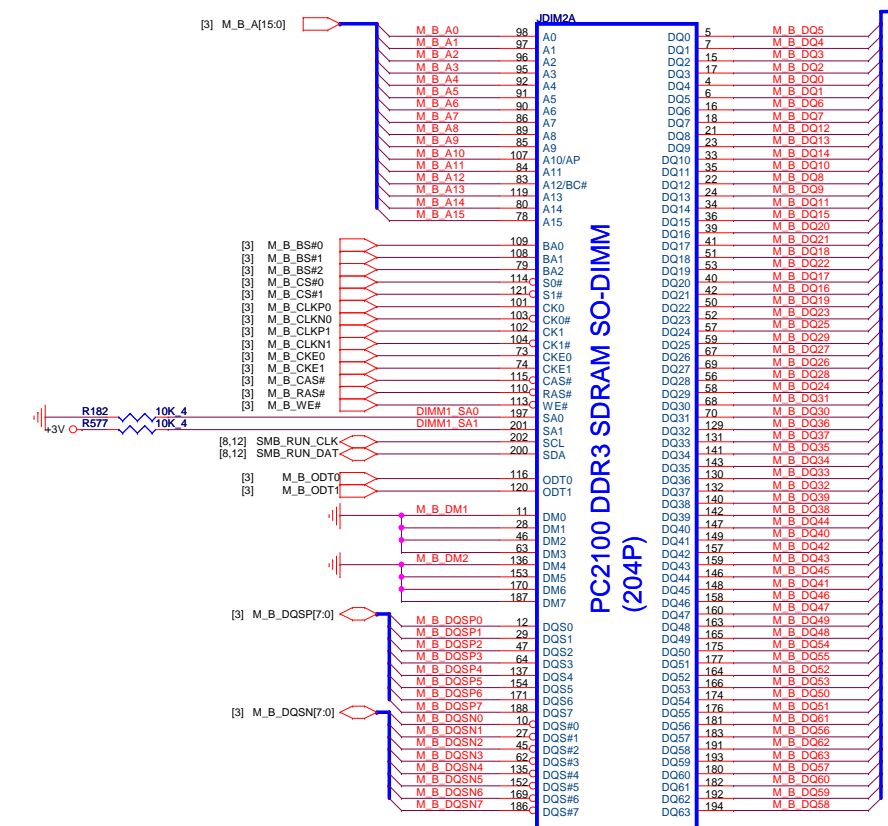 JDIM2A
[3] M_B_A[15:0]
M_B_A0 98 A0
M_B_A1 97 A1
M_B_A2 96 A2
M_B_A3 95 A3
M_B_A4 92 A4
M_B_A5 91 A5
M_B_A6 90 A6
M_B_A7 86 A7
M_B_A8 89 A8
M_B_A9 85 A9
M_B_A10 107 A10/AP
M_B_A11 84 A11
M_B_A12 83 A12/BC#
M_B_A13 119 A13
M_B_A14 80 A14
M_B_A15 78 A15
[3] M_B_BS#0 109 BA0
[3] M_B_BS#1 108 BA1
[3] M_B_BS#2 79 BA2
[3] M_B_CS#0 114 S0#
[3] M_B_CS#1 121 S1#
[3] M_B_CLKP0 101 CK0
[3] M_B_CLKN0 103 CK0#
[3] M_B_CLKP1 102 CK1
[3] M_B_CLKN1 104 CK1#
[3] M_B_CKE0 73 CKE0
[3] M_B_CKE1 74 CKE1
[3] M_B_CAS# 115 CAS#
[3] M_B_RAS# 110 RAS#
[3] M_B_WE# 113 WE#
R182 10K_4 DIMM1_SA0 197 SA0
+3V R577 10K_4 DIMM1_SA1 201 SA1
[8,12] SMB_RUN_CLK 202 SCL
[8,12] SMB_RUN_DAT 200 SDA
[3] M_B_ODT0 116 ODT0
[3] M_B_ODT1 120 ODT1
M_B_DM1 11 DM0
28 DM1
46 DM2
63 DM3
M_B_DM2 136 DM4
153 DM5
170 DM6
187 DM7
[3] M_B_DQSP[7:0]
M_B_DQSP0 12 DQS0
M_B_DQSP1 29 DQS1
M_B_DQSP2 47 DQS2
M_B_DQSP3 64 DQS3
M_B_DQSP4 137 DQS4
M_B_DQSP5 154 DQS5
M_B_DQSP6 171 DQS6
M_B_DQSP7 188 DQS7
[3] M_B_DQSN[7:0]
M_B_DQSN0 10 DQS#0
M_B_DQSN1 27 DQS#1
M_B_DQSN2 45 DQS#2
M_B_DQSN3 62 DQS#3
M_B_DQSN4 135 DQS#4
M_B_DQSN5 152 DQS#5
M_B_DQSN6 169 DQS#6
M_B_DQSN7 186 DQS#7
PC2100 DDR3 SDRAM SO-DIMM
(204P)
DQ0 5 M_B_DQ5
DQ1 7 M_B_DQ4
DQ2 15 M_B_DQ3
DQ3 17 M_B_DQ2
DQ4 4 M_B_DQ0
DQ5 6 M_B_DQ1
DQ6 16 M_B_DQ6
DQ7 18 M_B_DQ7
DQ8 21 M_B_DQ12
DQ9 23 M_B_DQ13
DQ10 33 M_B_DQ14
DQ11 35 M_B_DQ10
DQ12 22 M_B_DQ8
DQ13 24 M_B_DQ9
DQ14 34 M_B_DQ11
DQ15 36 M_B_DQ15
DQ16 39 M_B_DQ20
DQ17 41 M_B_DQ21
DQ18 51 M_B_DQ18
DQ19 53 M_B_DQ22
DQ20 40 M_B_DQ17
DQ21 42 M_B_DQ16
DQ22 50 M_B_DQ19
DQ23 52 M_B_DQ23
DQ24 57 M_B_DQ25
DQ25 59 M_B_DQ29
DQ26 67 M_B_DQ27
DQ27 69 M_B_DQ26
DQ28 56 M_B_DQ28
DQ29 58 M_B_DQ24
DQ30 68 M_B_DQ31
DQ31 70 M_B_DQ30
DQ32 129 M_B_DQ36
DQ33 131 M_B_DQ37
DQ34 141 M_B_DQ35
DQ35 143 M_B_DQ34
DQ36 130 M_B_DQ33
DQ37 132 M_B_DQ32
DQ38 140 M_B_DQ39
DQ39 142 M_B_DQ38
DQ40 147 M_B_DQ44
DQ41 149 M_B_DQ40
DQ42 157 M_B_DQ42
DQ43 159 M_B_DQ43
DQ44 146 M_B_DQ45
DQ45 148 M_B_DQ41
DQ46 158 M_B_DQ46
DQ47 160 M_B_DQ47
DQ48 163 M_B_DQ49
DQ49 165 M_B_DQ48
DQ50 175 M_B_DQ54
DQ51 177 M_B_DQ55
DQ52 164 M_B_DQ52
DQ53 166 M_B_DQ53
DQ54 174 M_B_DQ50
DQ55 176 M_B_DQ51
DQ56 181 M_B_DQ61
DQ57 183 M_B_DQ56
DQ58 191 M_B_DQ62
DQ59 193 M_B_DQ63
DQ60 180 M_B_DQ57
DQ61 182 M_B_DQ60
DQ62 192 M_B_DQ59
DQ63 194 M_B_DQ58